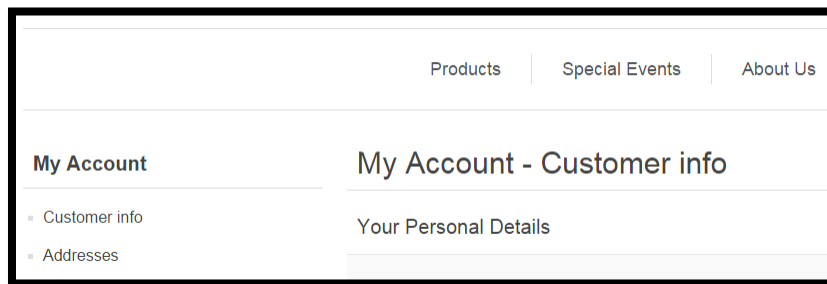 Products
Special Events
About Us
My Account
Customer info
Addresses
My Account - Customer info
Your Personal Details